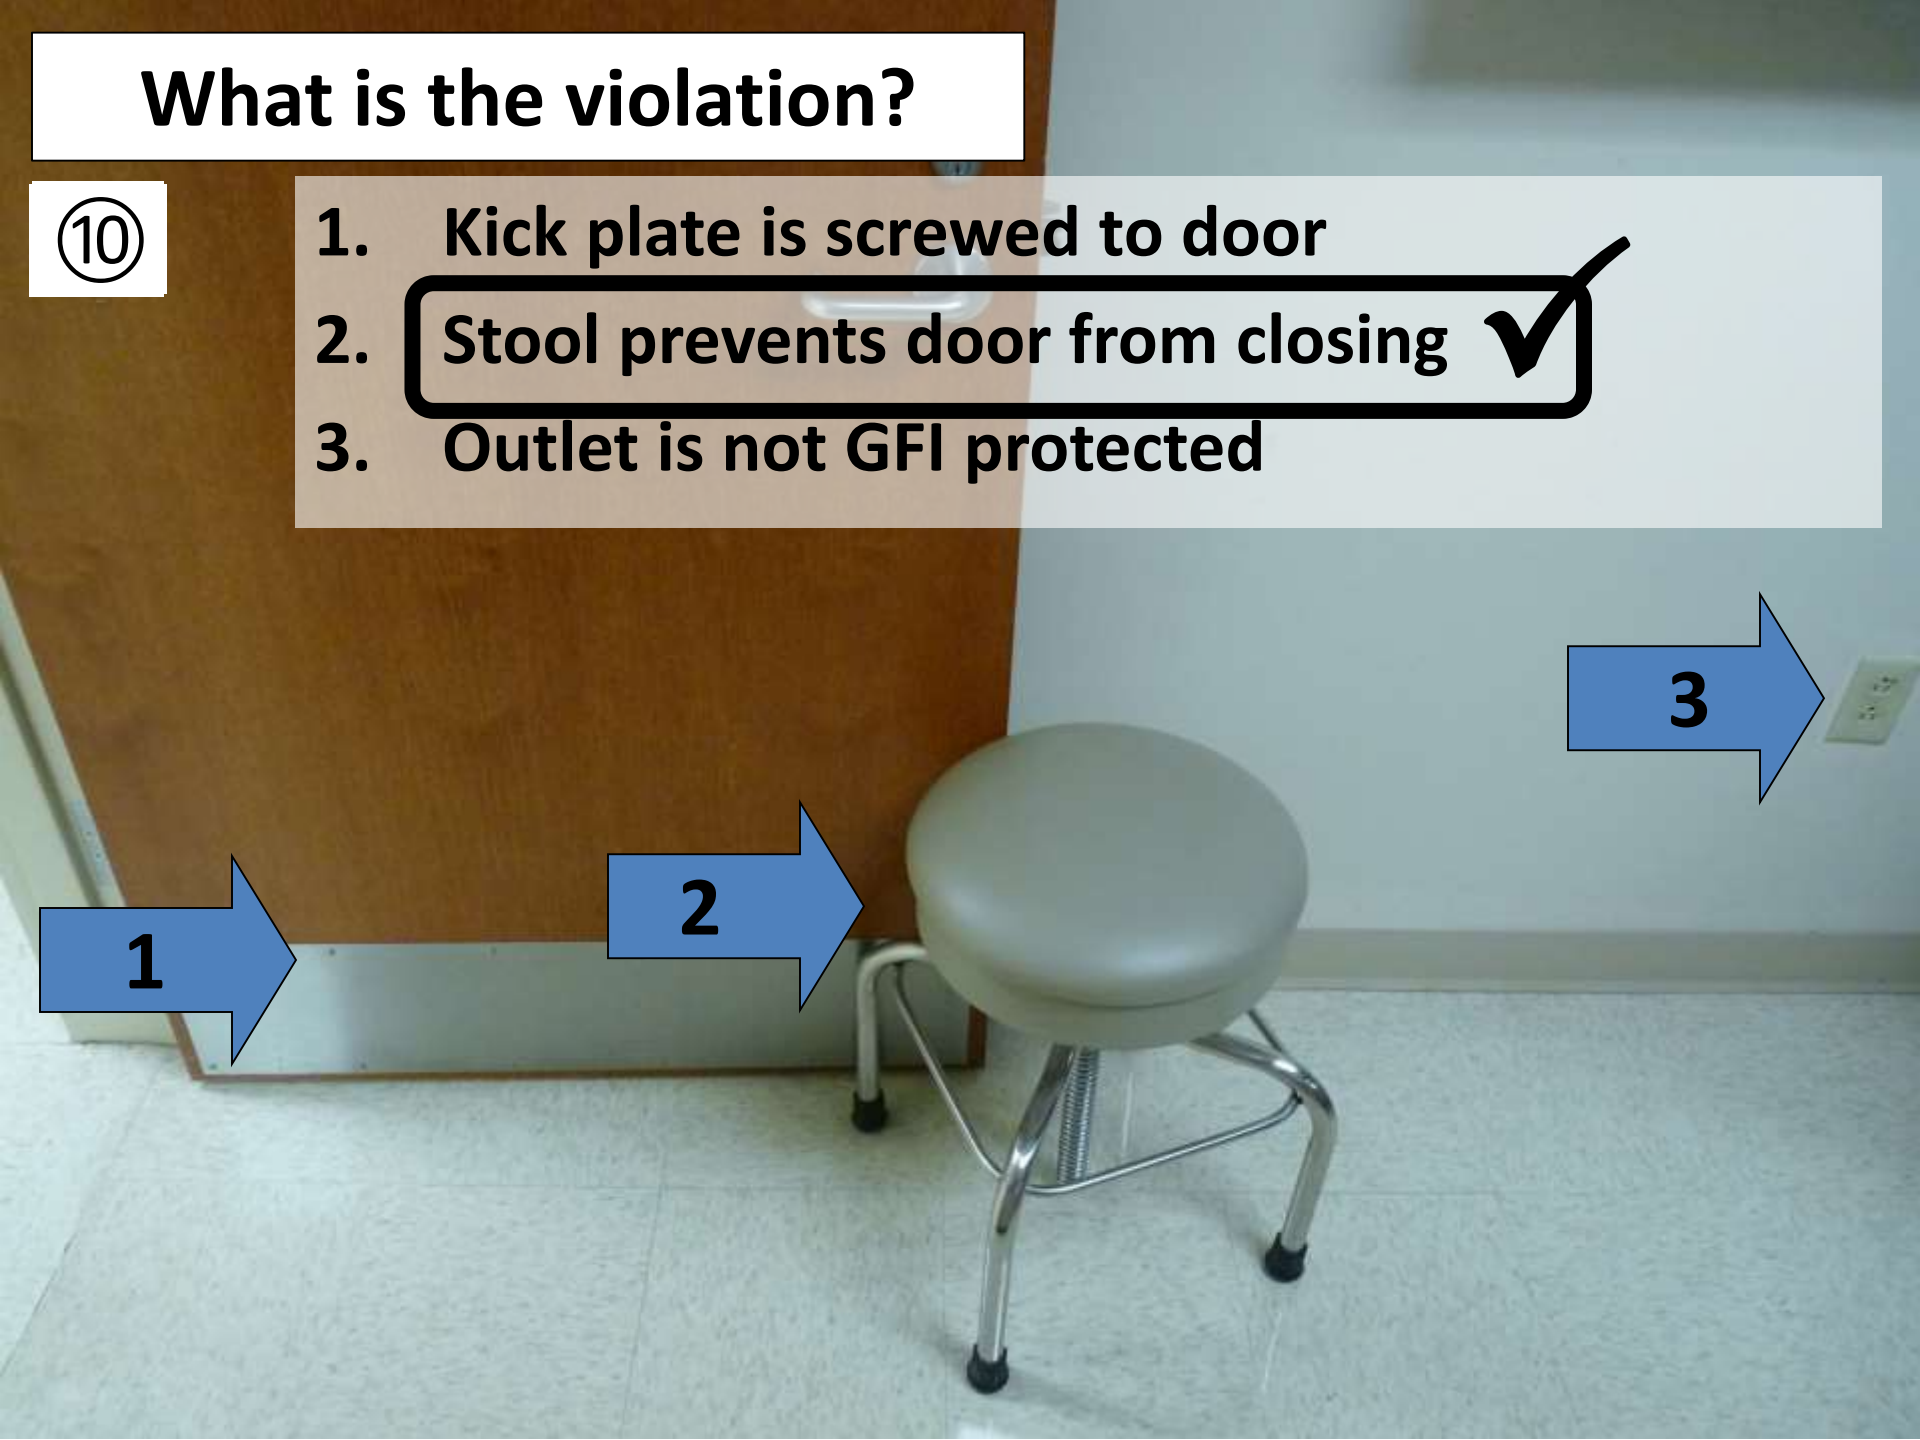 What is the violation?
⑩
1. Kick plate is screwed to door
2. Stool prevents door from closing ✓
3. Outlet is not GFI protected
3
2
1